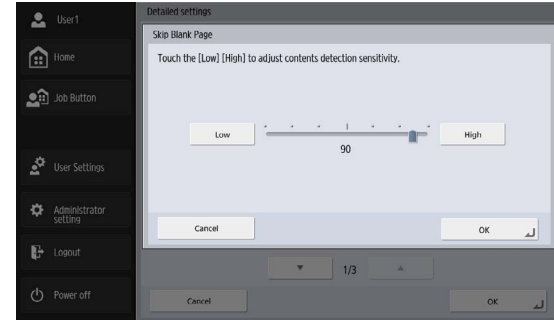 User1
Home
Job Button
User Settings
Administrator
setting
Logout
Power off
Detailed settings
Skip Blank Page
Touch the [Low] [High] to adjust contents detection sensitivity.
Low
High
90
Cancel
OK
1/3
Cancel
OK